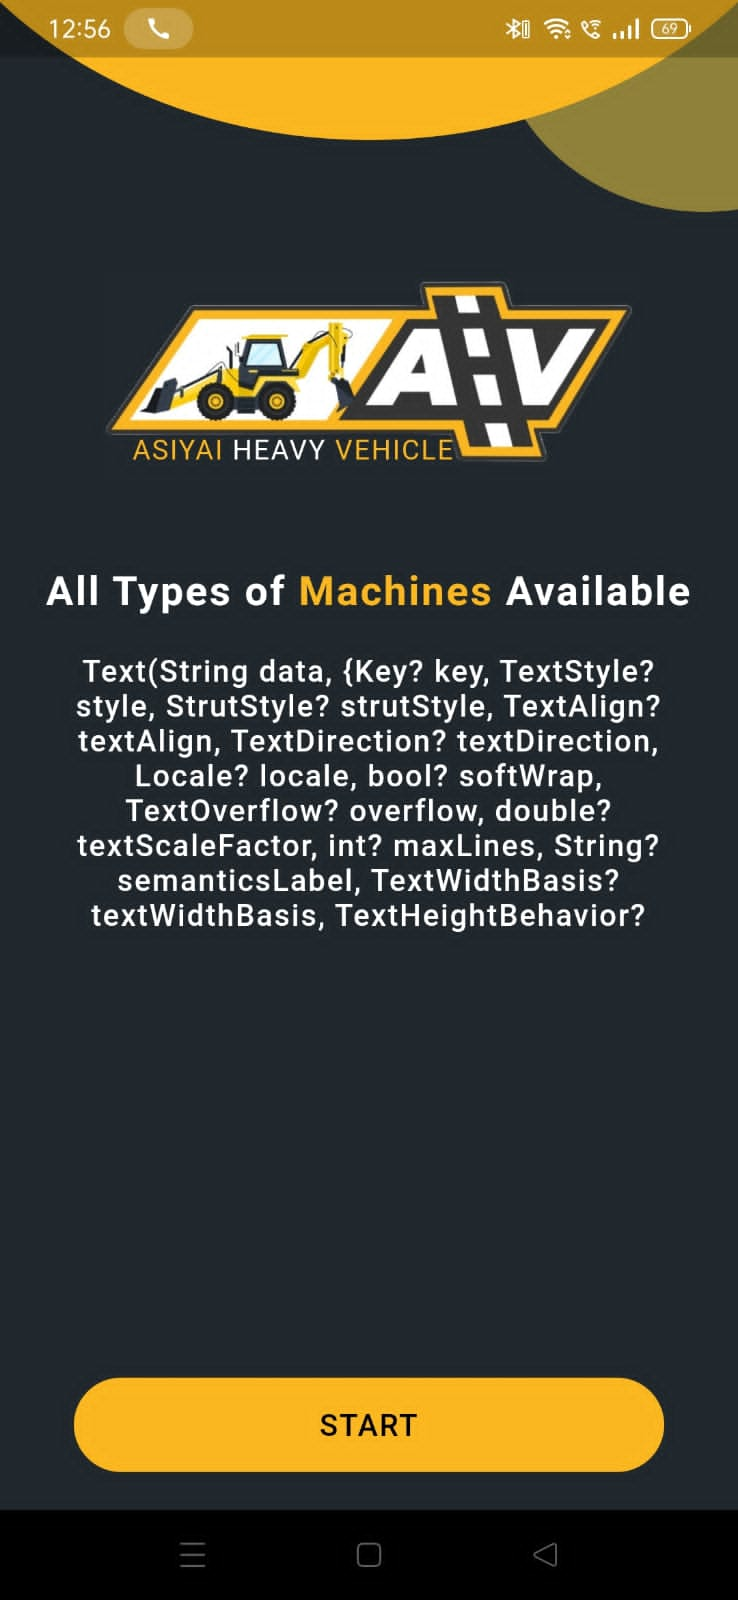 12:56
69
AHV
ASIYAI HEAVY VEHICLE
All Types of Machines Available
Text(String data, {Key? key, TextStyle?
style, StrutStyle? strutStyle, TextAlign?
textAlign, TextDirection? textDirection,
Locale? locale, bool? softWrap,
TextOverflow? overflow, double?
textScaleFactor, int? maxLines, String?
semanticsLabel, TextWidthBasis?
textWidthBasis, TextHeightBehavior?
START